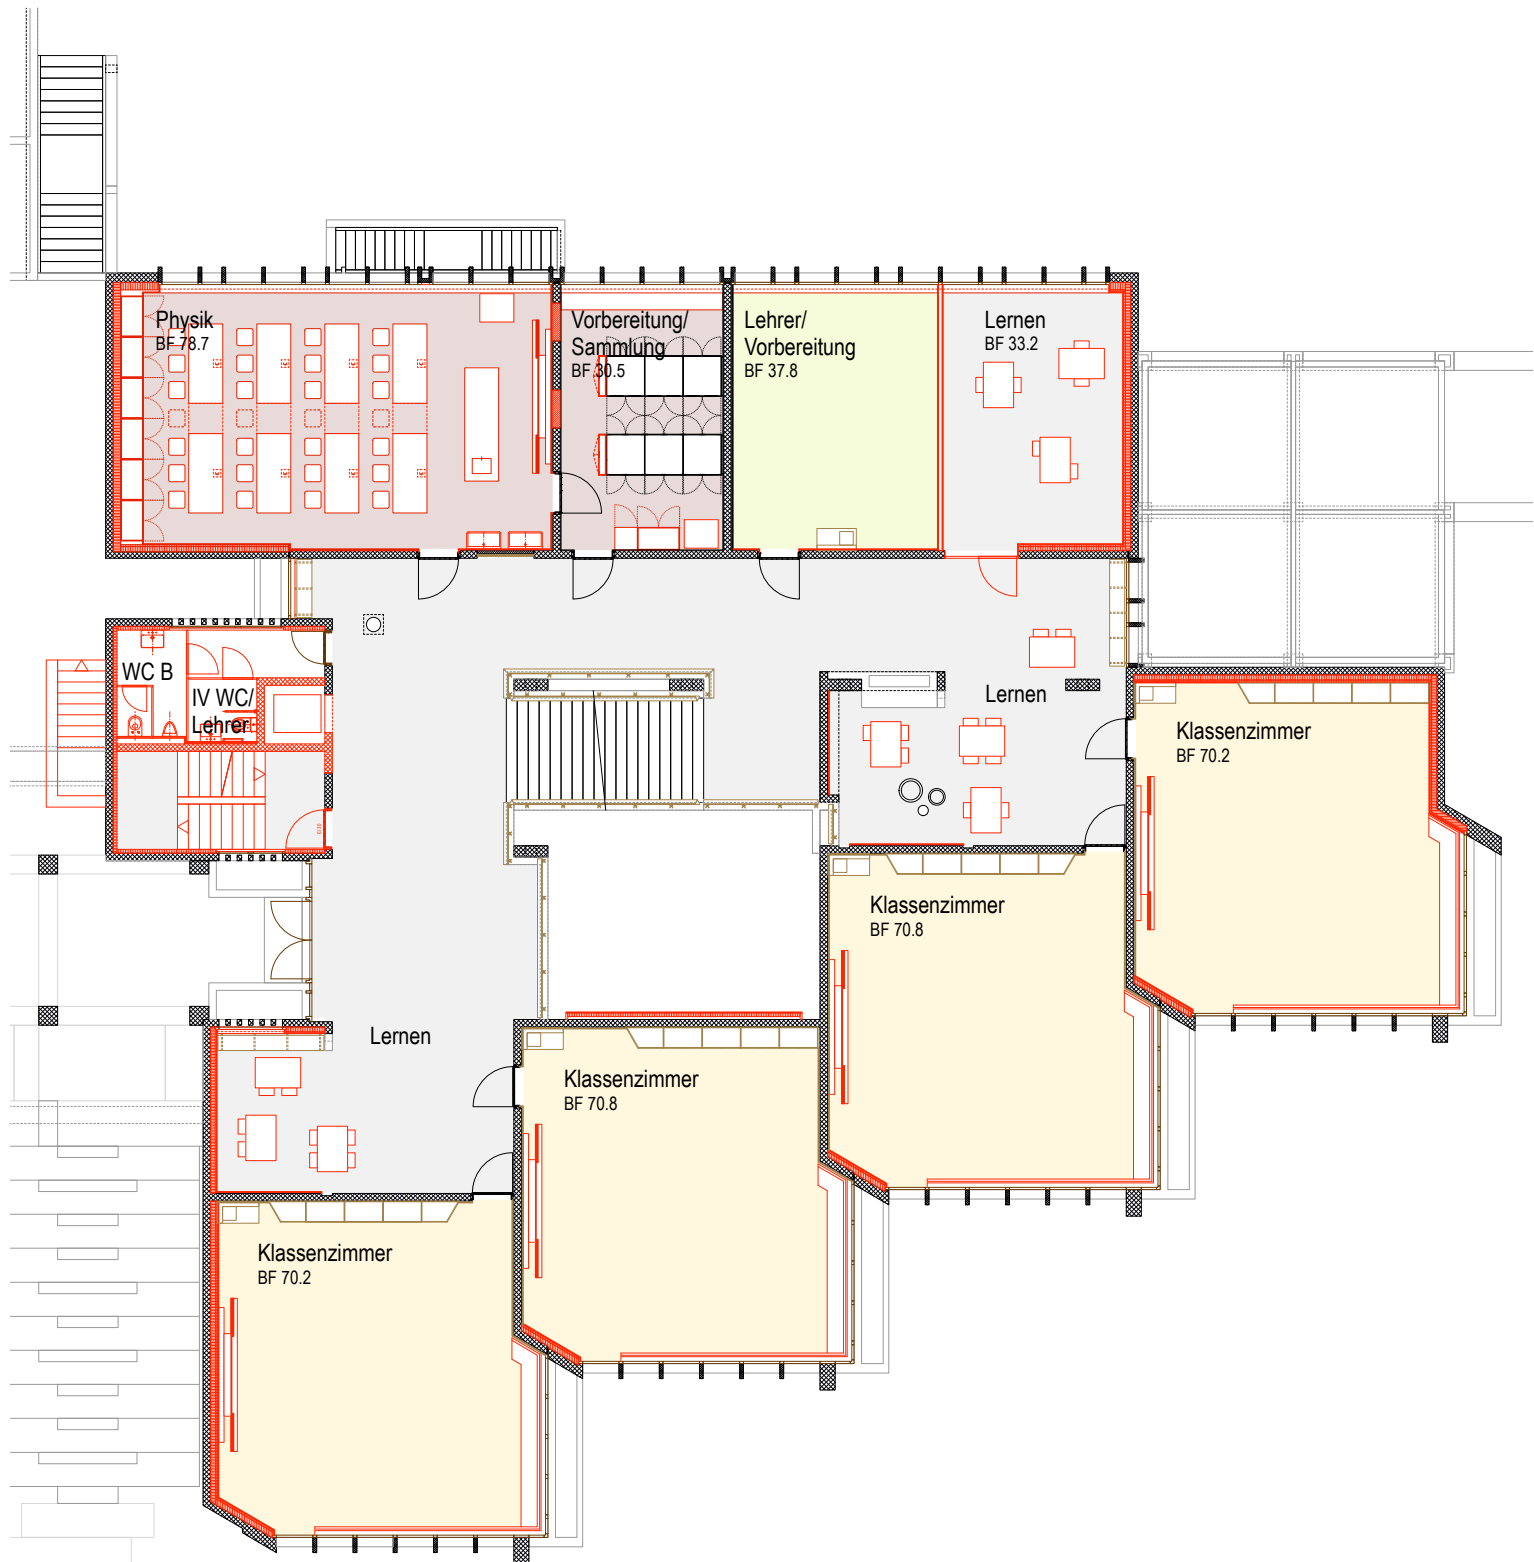 Physik
BF 78.7
Vorbereitung/
Sammlung
BF 30.5
Lehrer/
Vorbereitung
BF 37.8
Lernen
BF 33.2
WC B
IV WC/
Lehrer
Lernen
Klassenzimmer
BF 70.2
Klassenzimmer
BF 70.8
Lernen
Klassenzimmer
BF 70.8
Klassenzimmer
BF 70.2